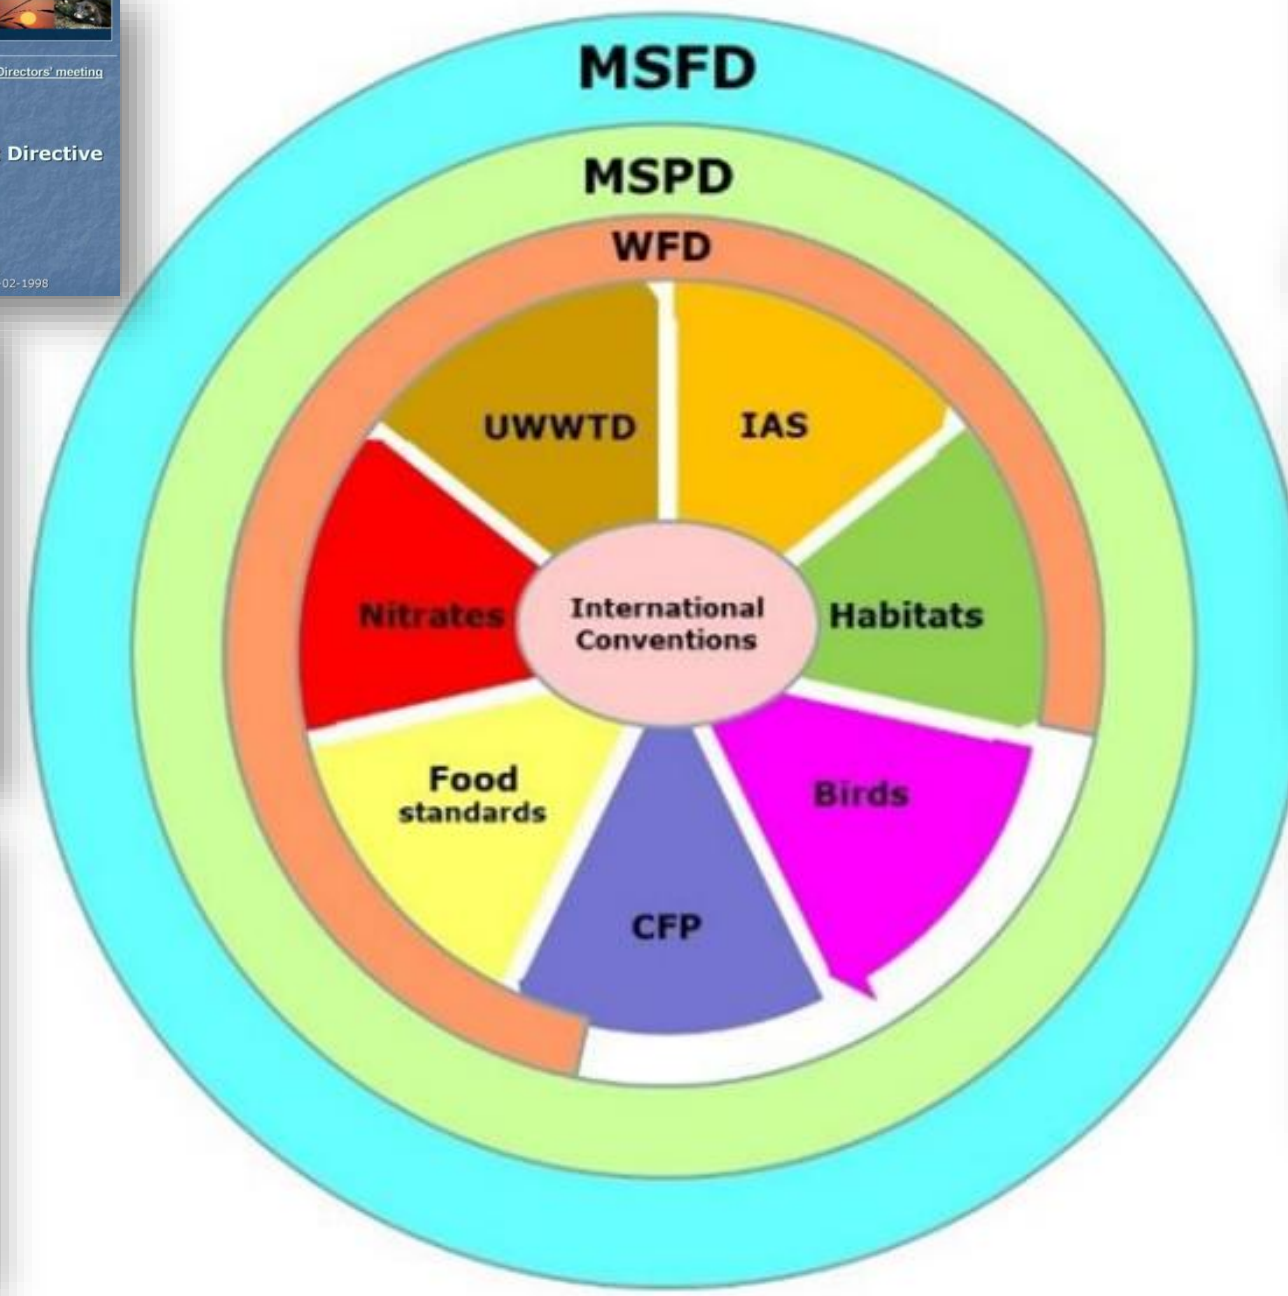 Directors' meeting
Directive
-02-1998
MSFD
MSPD
WFD
UWWTD
IAS
Nitrates
International
Conventions
Habitats
Food
standards
Birds
CFP